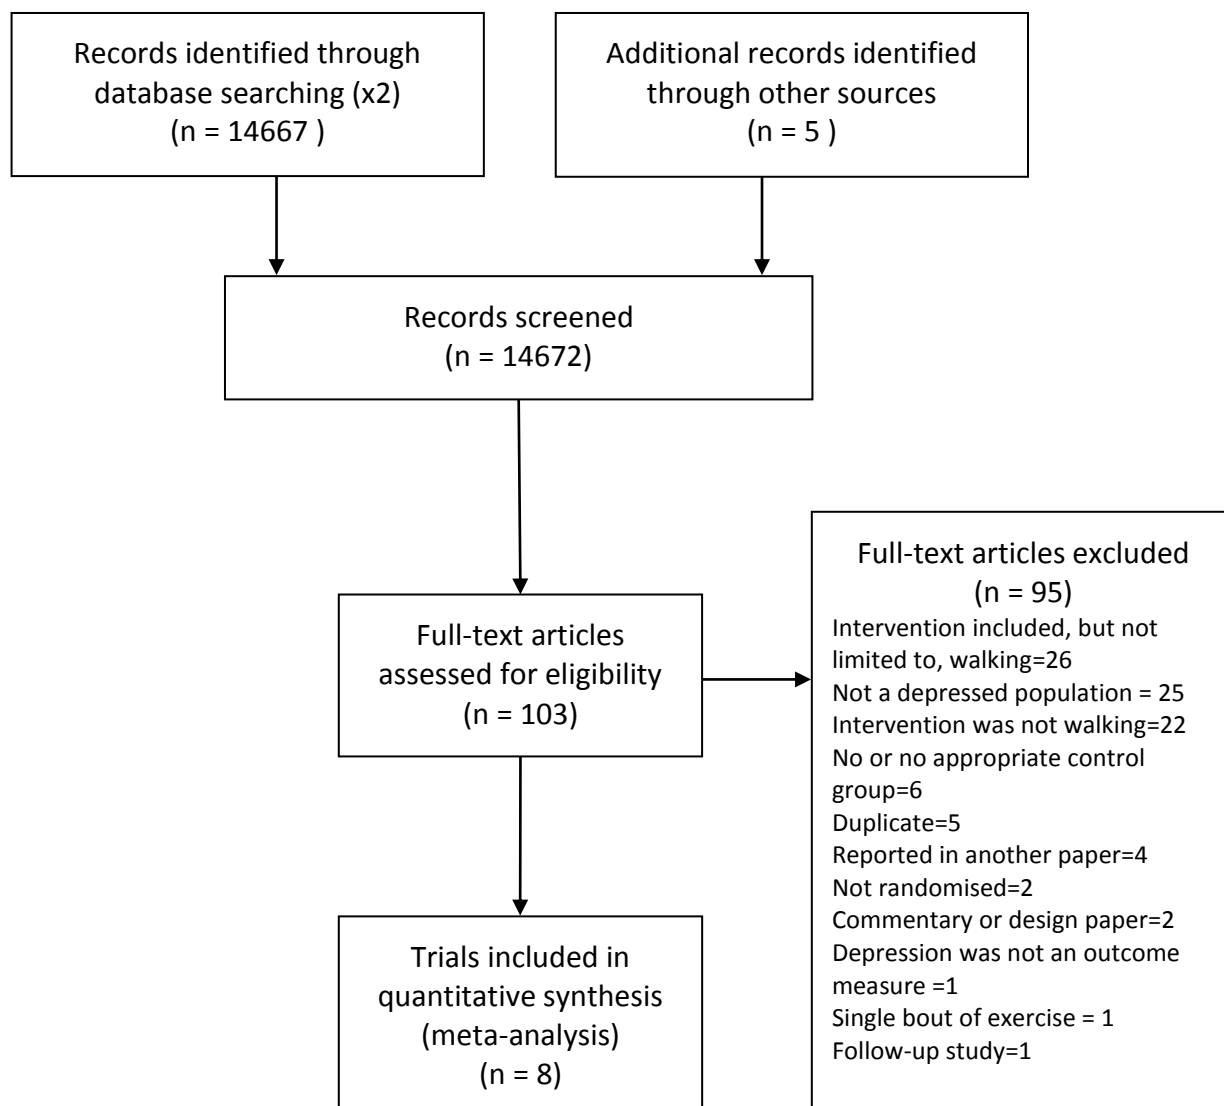 Records identified through
database searching (x2)
(n = 14667 )
Additional records identified
through other sources
(n = 5 )
Records screened
(n = 14672)
Full-text articles
assessed for eligibility
(n = 103)
Full-text articles excluded
(n = 95)
Intervention included, but not
limited to, walking=26
Not a depressed population = 25
Intervention was not walking=22
No or no appropriate control
group=6
Duplicate=5
Reported in another paper=4
Not randomised=2
Commentary or design paper=2
Depression was not an outcome
measure =1
Single bout of exercise = 1
Follow-up study=1
Trials included in
quantitative synthesis
(meta-analysis)
(n = 8)